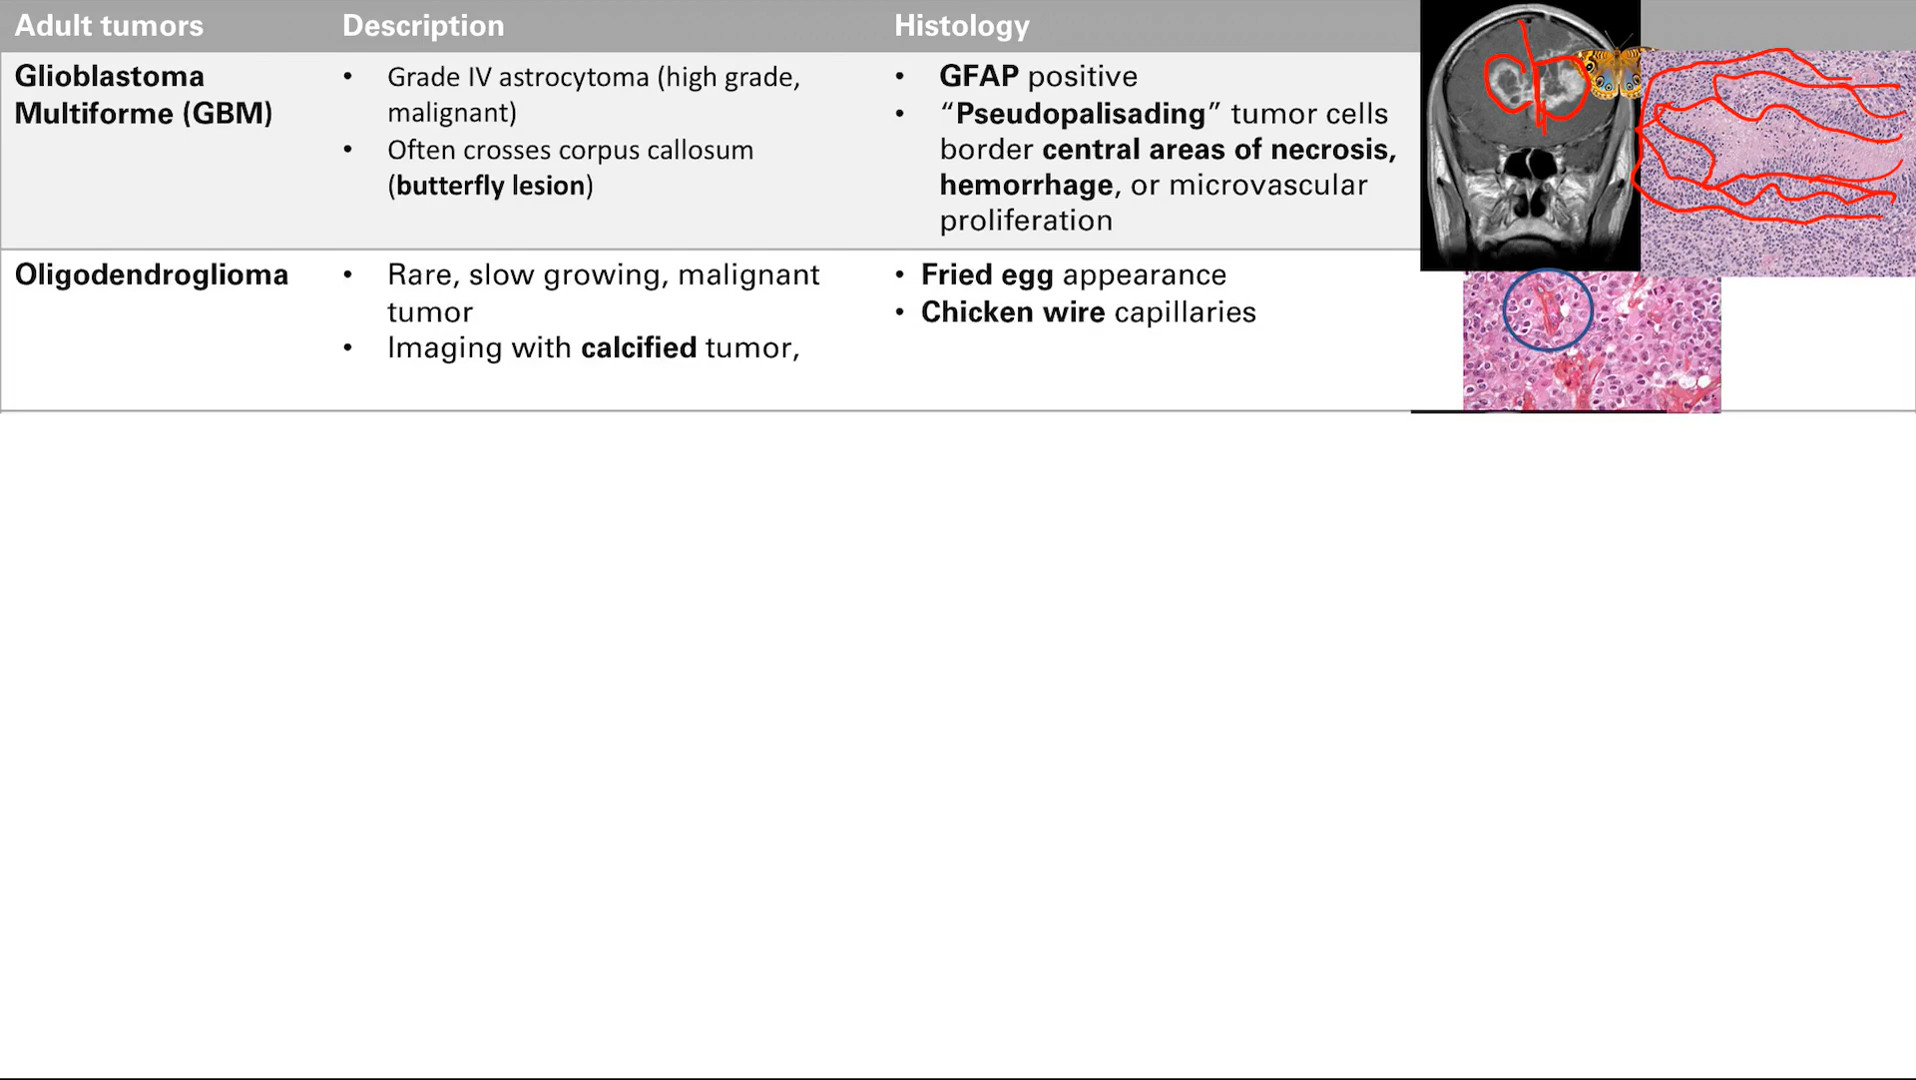 Adult tumors Description Histology
Glioblastoma
Multiforme (GBM)
• Grade IV astrocytoma (high grade,
malignant)
• Often crosses corpus callosum
(butterfly lesion)
• GFAP positive
• “Pseudopalisading” tumor cells
border central areas of necrosis,
hemorrhage, or microvascular
proliferation
Oligodendroglioma
• Rare, slow growing, malignant
tumor
• Imaging with calcified tumor,
• Fried egg appearance
• Chicken wire capillaries